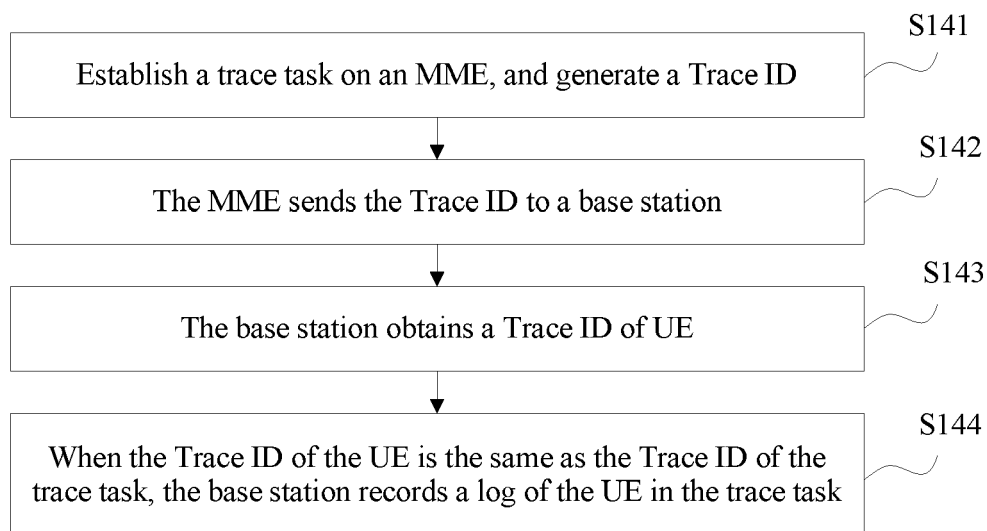 S141
Establish a trace task on an MME, and generate a Trace ID
S142
The MME sends the Trace ID to a base station
S143
The base station obtains a Trace ID of UE
S144
When the Trace ID of the UE is the same as the Trace ID of the
trace task, the base station records a log of the UE in the trace task